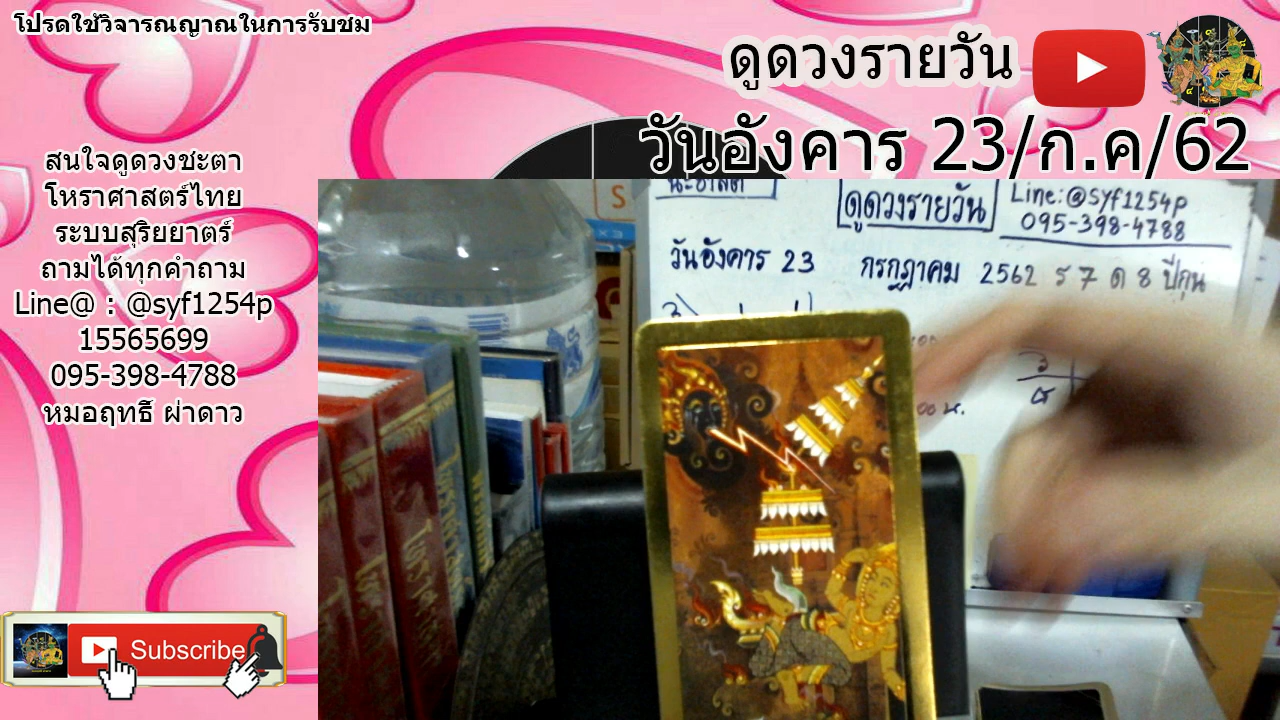 โปรดใช้วิจารณญาณในการรับชม
ดูดวงรายวัน
วันอังคาร 23/ก.ค/62
สนใจดูดวงชะตา
โหราศาสตร์ไทย
ระบบสุริยยาตร์
ถามได้ทุกคำถาม
Line@ : @syf1254p
15565699
095-398-4788
หมอฤทธิ์ ผ่าดาว
Subscribe
ดูดวงรายวัน
Line:@syf1254p
095-398-4788
วันอังคาร 23 กรกฎาคม 2562 ร 7 ด 8 ปีกุน